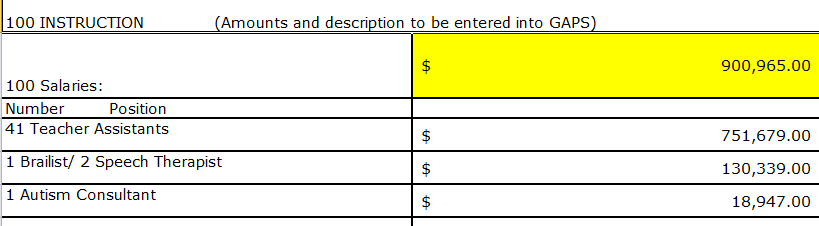 100 INSTRUCTION (Amounts and description to be entered into GAPS)
$ 900,965.00
100 Salaries:
Number Position
41 Teacher Assistants $ 751,679.00
1 Brailist/ 2 Speech Therapist $ 130,339.00
1 Autism Consultant $ 18,947.00